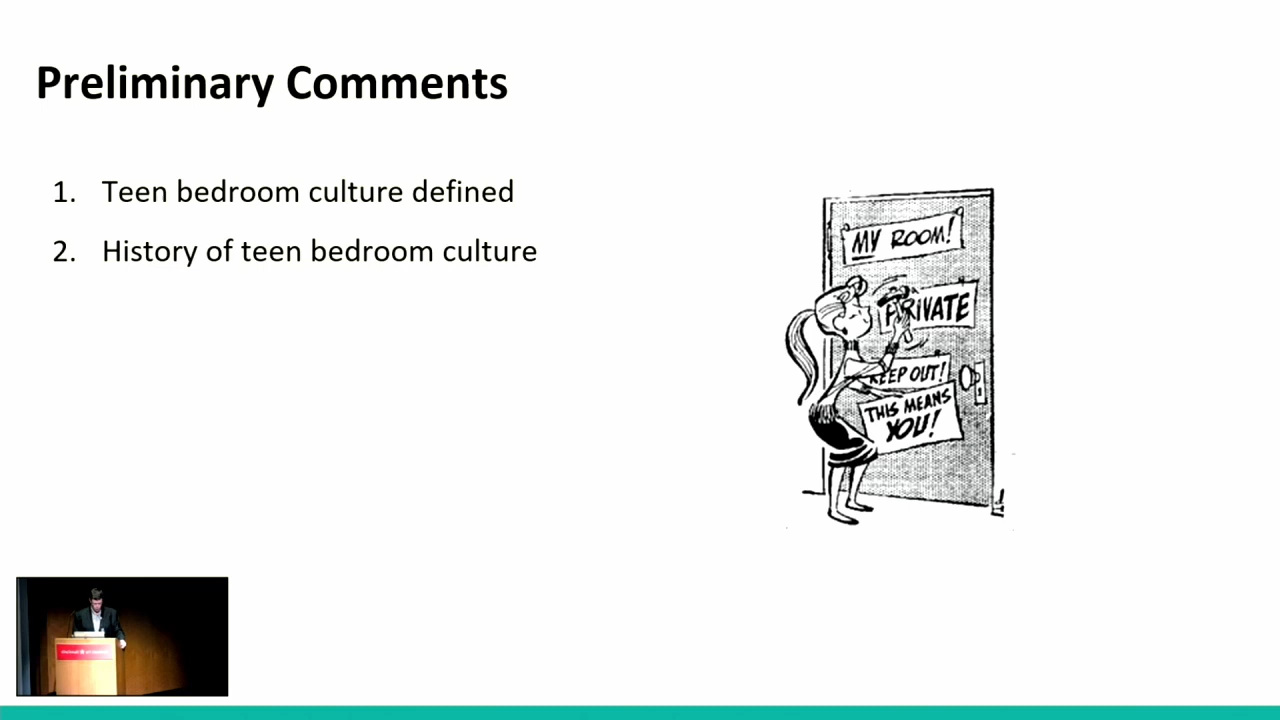 Preliminary Comments
1. Teen bedroom culture defined
2. History of teen bedroom culture
MY ROOM!
PRIVATE
KEEP OUT!
THIS MEANS
YOU!